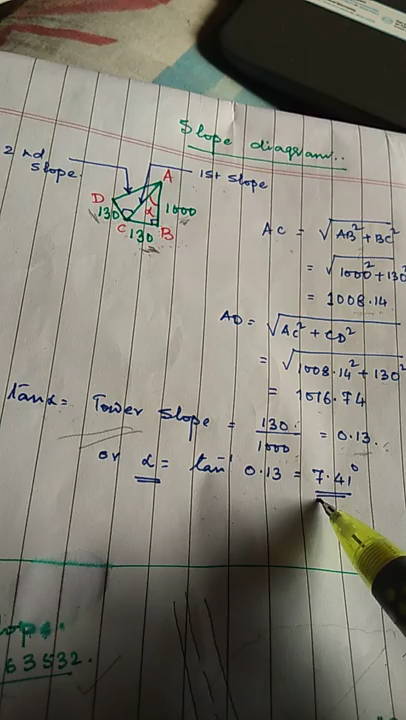 Slope diagram..
2nd slope
1st slope
A
D
130
α
1000
C
130
B
AC = √AB² + BC²
= √1000² + 130²
= 1008.14
AD = √AC² + CD²
= √1008.14² + 130²
= 1016.74
tanα = Tower slope = 130/1000 = 0.13.
or α = tan⁻¹ 0.13 = 7.41°
63532.